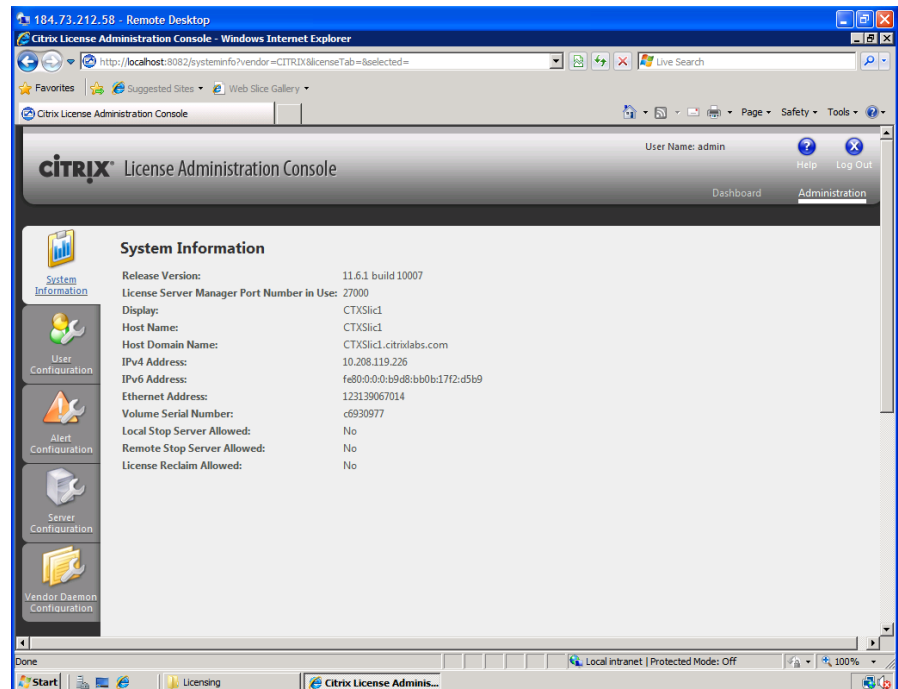 184.73.212.58 - Remote Desktop
Citrix License Administration Console - Windows Internet Explorer
http://localhost:8082/systeminfo?vendor=CITRIX&licenseTab=&selected=
Live Search
Favorites Suggested Sites Web Slice Gallery
Citrix License Administration Console
Page Safety Tools
User Name: admin
Help Log Out
CITRIX License Administration Console
Dashboard Administration
System Information
System Information
Release Version: 11.6.1 build 10007
License Server Manager Port Number in Use: 27000
Display: CTXSlic1
Host Name: CTXSlic1
Host Domain Name: CTXSlic1.citrixlabs.com
IPv4 Address: 10.208.119.226
IPv6 Address: fe80:0:0:0:b9d8:bb0b:17f2:d5b9
Ethernet Address: 123139067014
Volume Serial Number: c6930977
Local Stop Server Allowed: No
Remote Stop Server Allowed: No
License Reclaim Allowed: No
User Configuration
Alert Configuration
Server Configuration
Vendor Daemon Configuration
Done
Local intranet | Protected Mode: Off
100%
Start
Licensing
Citrix License Adminis...